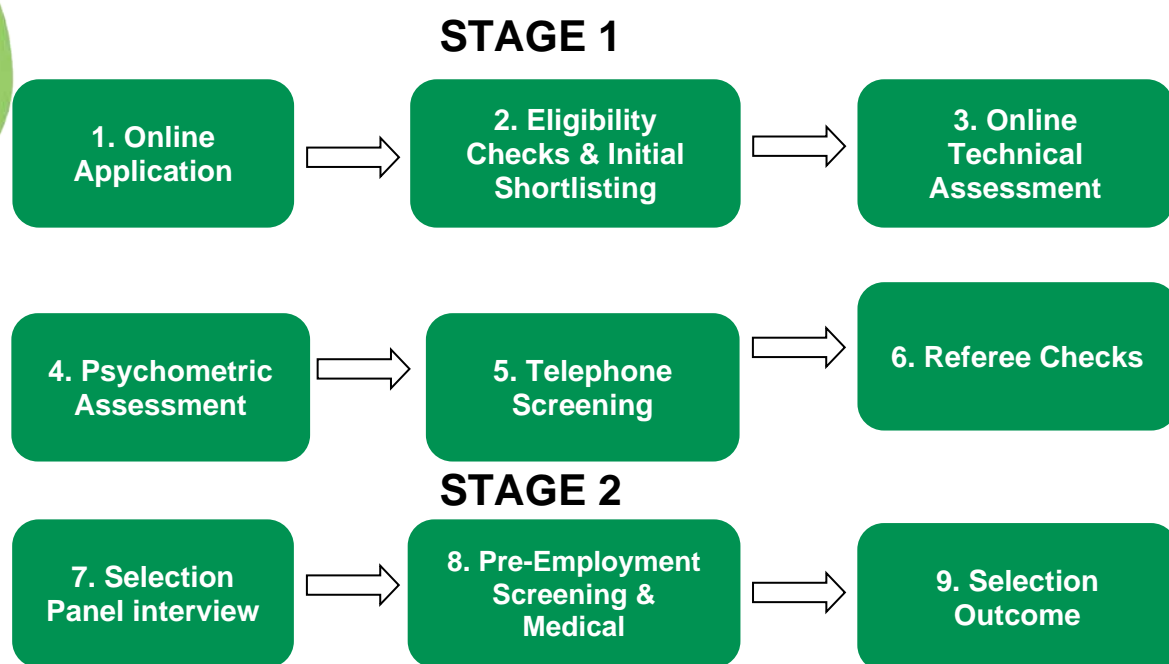 STAGE 1
1. Online
Application
2. Eligibility
Checks & Initial
Shortlisting
3. Online
Technical
Assessment
4. Psychometric
Assessment
5. Telephone
Screening
6. Referee Checks
STAGE 2
7. Selection
Panel interview
8. Pre-Employment
Screening &
Medical
9. Selection
Outcome